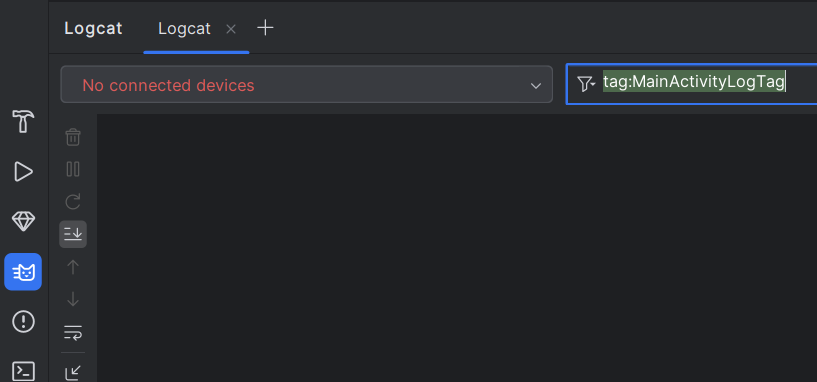 Logcat
Logcat
No connected devices
tag:MainActivityLogTag